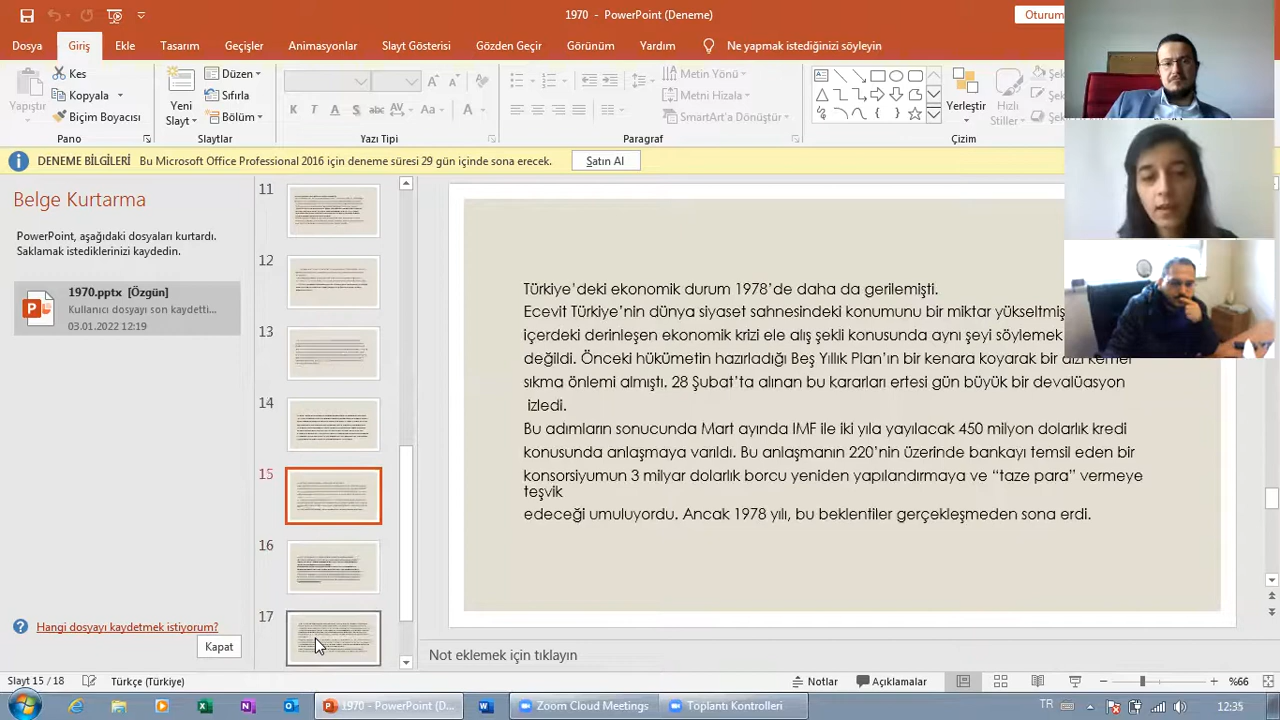 1970 - PowerPoint (Deneme)
Oturum
Dosya
Giriş
Ekle
Tasarım
Geçişler
Animasyonlar
Slayt Gösterisi
Gözden Geçir
Görünüm
Yardım
Ne yapmak istediğinizi söyleyin
Yapıştır
Kes
Kopyala
Biçim Boyacısı
Yeni
Slayt
Düzen
Sıfırla
Bölüm
K T A S abc AV Aa A
Metin Yönü
Metni Hizala
SmartArt'a Dönüştür
Yerleştir
Hızlı
Stiller
Pano
Slaytlar
Yazı Tipi
Paragraf
Çizim
DENEME BİLGİLERİ Bu Microsoft Office Professional 2016 için deneme süresi 29 gün içinde sona erecek.
Satın Al
Belge Kurtarma
PowerPoint, aşağıdaki dosyaları kurtardı.
Saklamak istediklerinizi kaydedin.
1970.pptx [Özgün]
Kullanıcı dosyayı son kaydetti...
03.01.2022 12:19
Hangi dosyayı kaydetmek istiyorum?
Kapat
11
12
13
14
15
16
17
Türkiye'deki ekonomik durum 1978'de daha da gerilemişti.
Ecevit Türkiye'nin dünya siyaset sahnesindeki konumunu bir miktar yükseltmiş
içerdeki derinleşen ekonomik krizi ele alış şekli konusunda aynı şeyi söylemek
değildi. Önceki hükümetin hazırladığı Beş Yıllık Plan'ın bir kenara koyarak bir dizi kemer
sıkma önlemi almıştı. 28 Şubat'ta alınan bu kararları ertesi gün büyük bir devalüasyon
izledi.
Bu adımların sonucunda Mart ayında IMF ile iki yıla yayılacak 450 milyon dolarlık kredi
konusunda anlaşmaya varıldı. Bu anlaşmanın 220'nin üzerinde bankayı temsil eden bir
konsorsiyumun 3 milyar dolarlık borcu yeniden yapılandırmaya ve “taze para” vermeye
teşvik
edeceği umuluyordu. Ancak 1978 yılı, bu beklentiler gerçekleşmeden sona erdi.
Not eklemek için tıklayın
Slayt 15 / 18
Türkçe (Türkiye)
Notlar
Açıklamalar
%66
1970 - PowerPoint (D...
Zoom Cloud Meetings
Toplantı Kontrolleri
TR
12:35